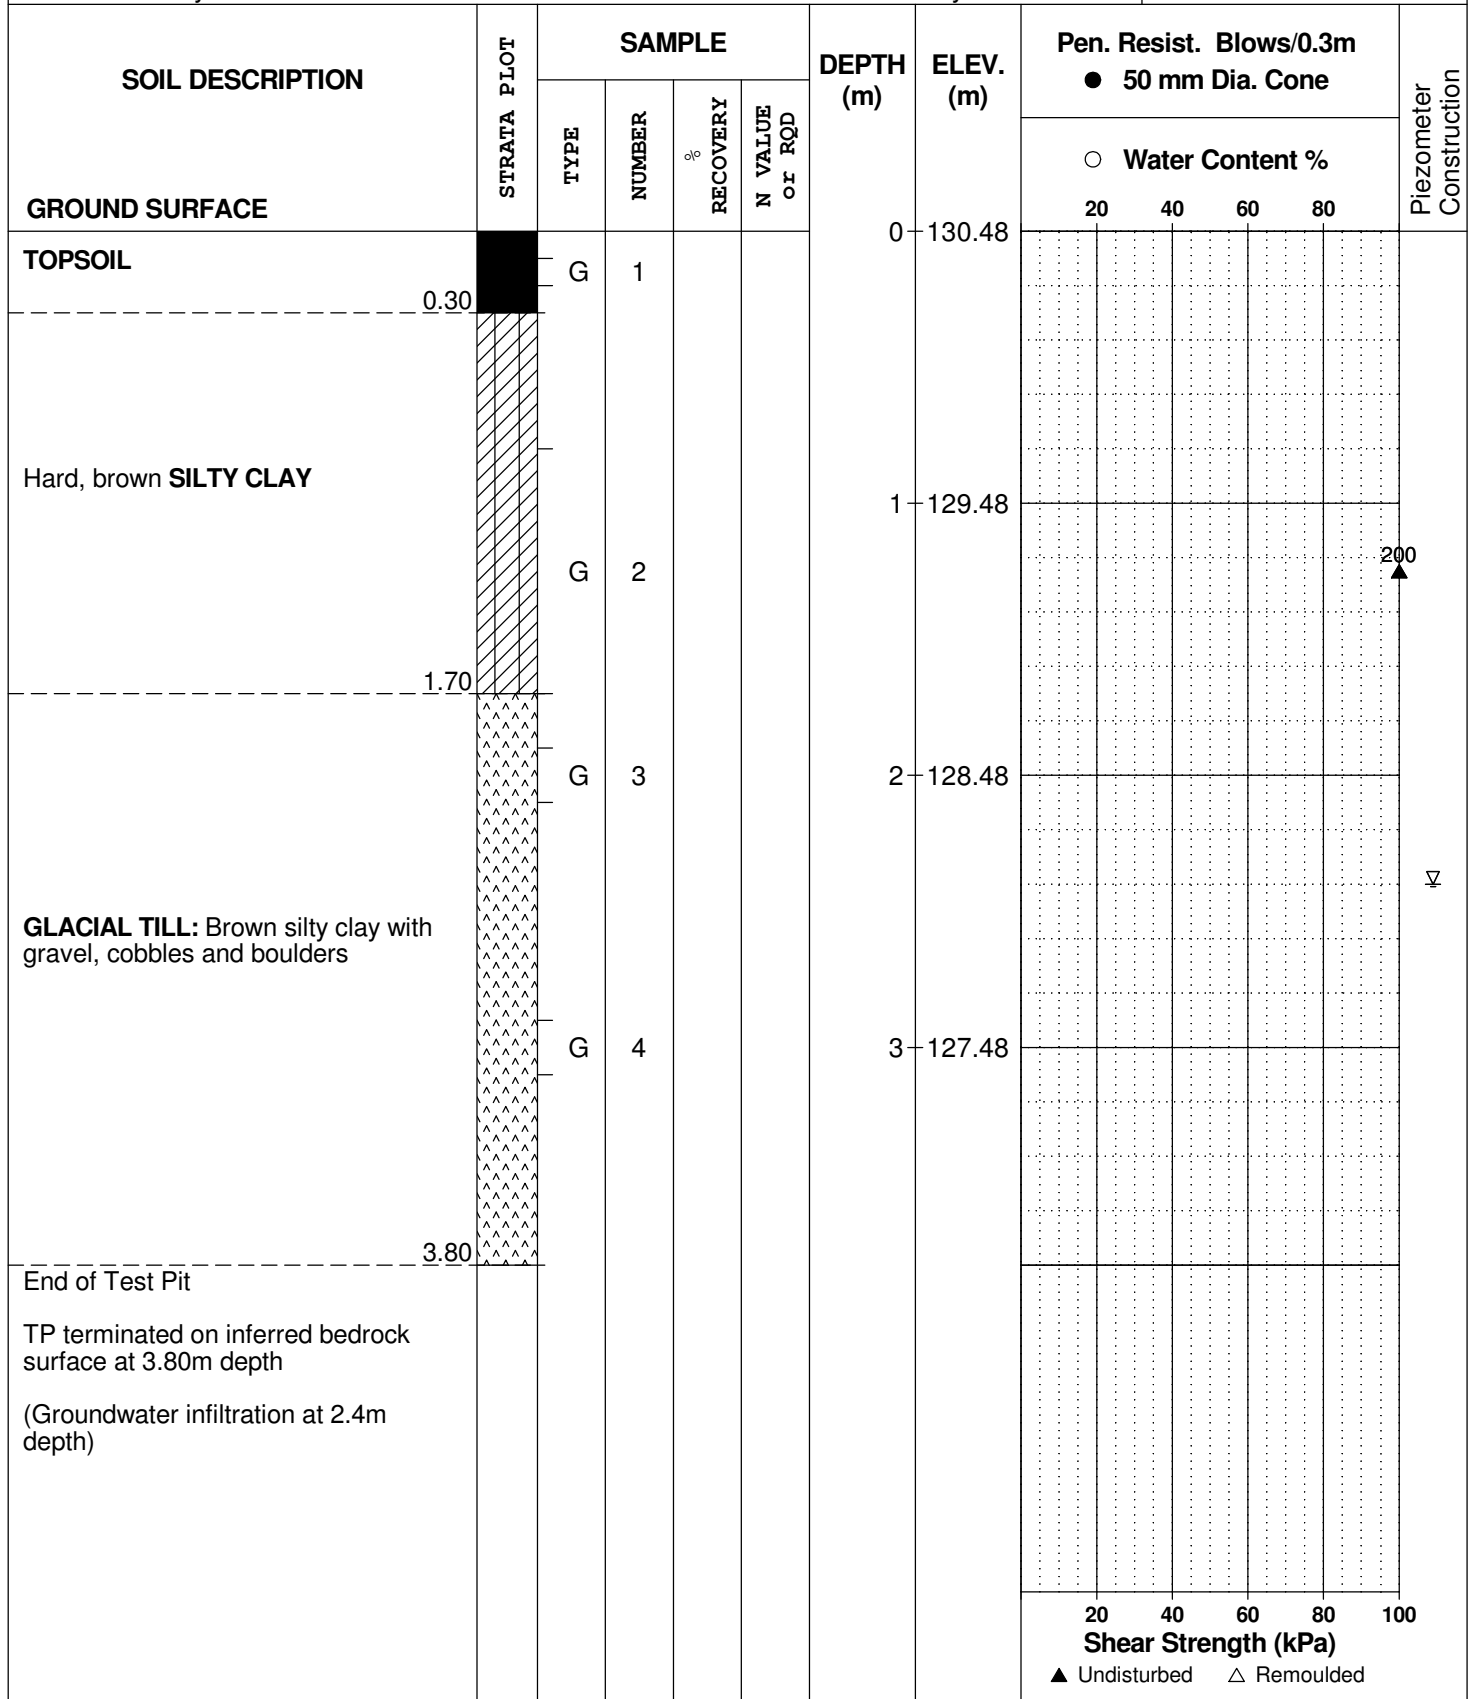 SOIL DESCRIPTION
GROUND SURFACE
STRATA PLOT
SAMPLE
TYPE
NUMBER
%
RECOVERY
N VALUE
or RQD
DEPTH
(m)
ELEV.
(m)
Pen. Resist. Blows/0.3m
50 mm Dia. Cone
Water Content %
20 40 60 80
Piezometer
Construction
0 130.48
TOPSOIL
G 1
0.30
Hard, brown SILTY CLAY
1 129.48
200
G 2
1.70
G 3
2 128.48
GLACIAL TILL: Brown silty clay with
gravel, cobbles and boulders
G 4
3 127.48
3.80
End of Test Pit
TP terminated on inferred bedrock
surface at 3.80m depth
(Groundwater infiltration at 2.4m
depth)
20 40 60 80 100
Shear Strength (kPa)
▲ Undisturbed △ Remoulded